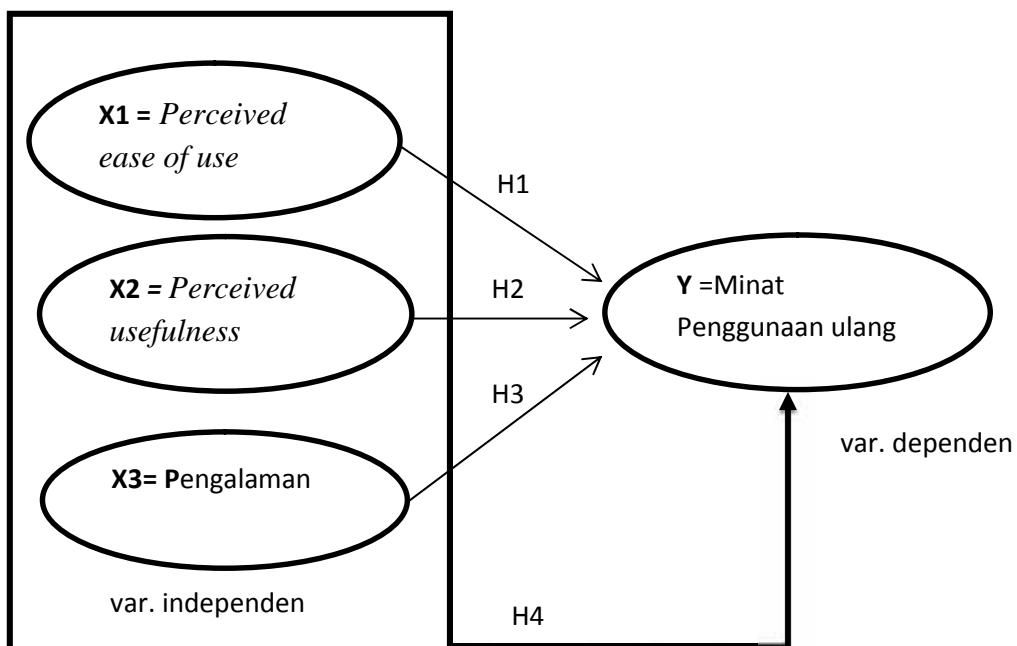 X1 = Perceived
ease of use
H1
X2 = Perceived
usefulness
H2
Y =Minat
Penggunaan ulang
H3
X3= Pengalaman
var. dependen
var. independen
H4